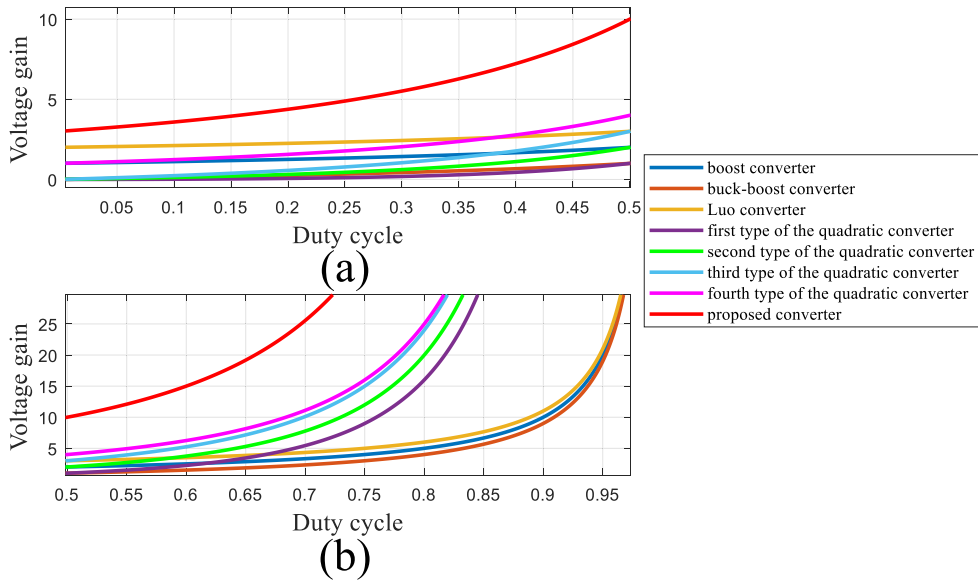 10
5
0
Voltage gain
0.05 0.1 0.15 0.2 0.25 0.3 0.35 0.4 0.45 0.5
Duty cycle
(a)
boost converter
buck-boost converter
Luo converter
first type of the quadratic converter
second type of the quadratic converter
third type of the quadratic converter
fourth type of the quadratic converter
proposed converter
25
20
15
10
5
Voltage gain
0.5 0.55 0.6 0.65 0.7 0.75 0.8 0.85 0.9 0.95
Duty cycle
(b)